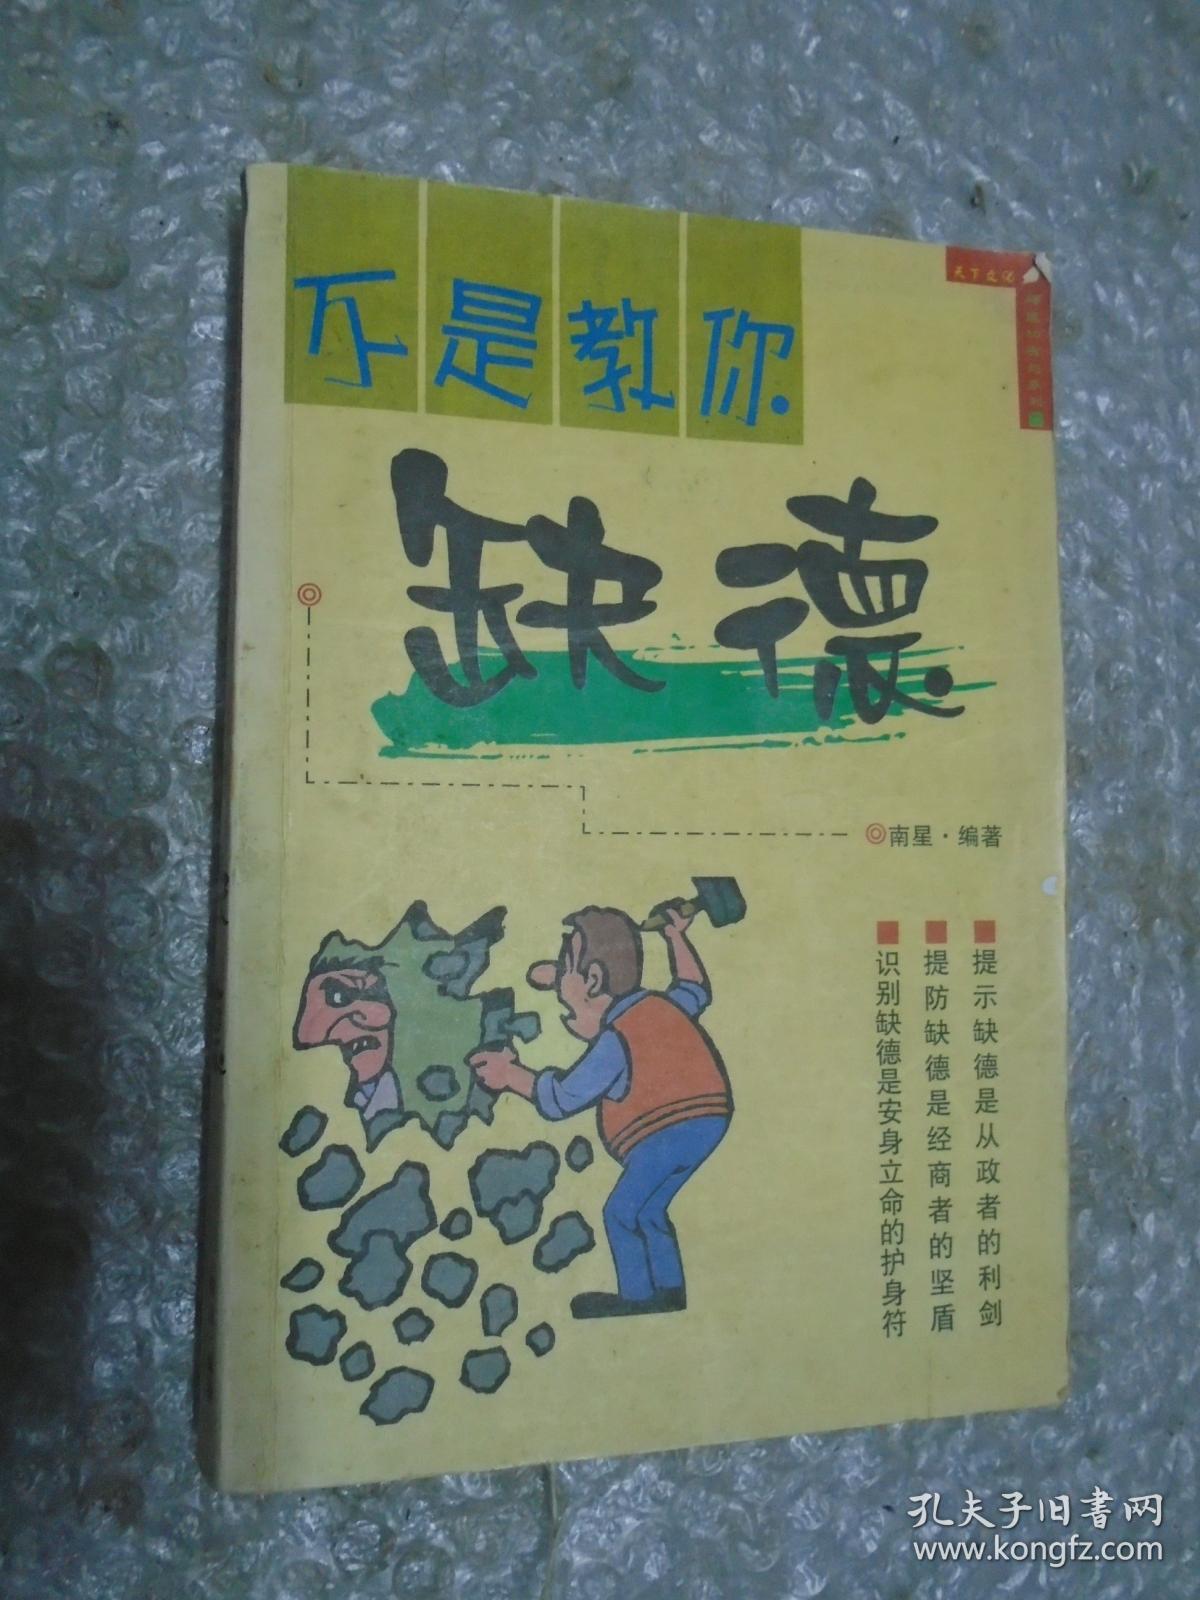 不是教你
缺德
天下文化
南星·编著
提示缺德是从政者的利剑
提防缺德是经商者的坚盾
识别缺德是安身立命的护身符
孔夫子旧书网
www.kongfz.com